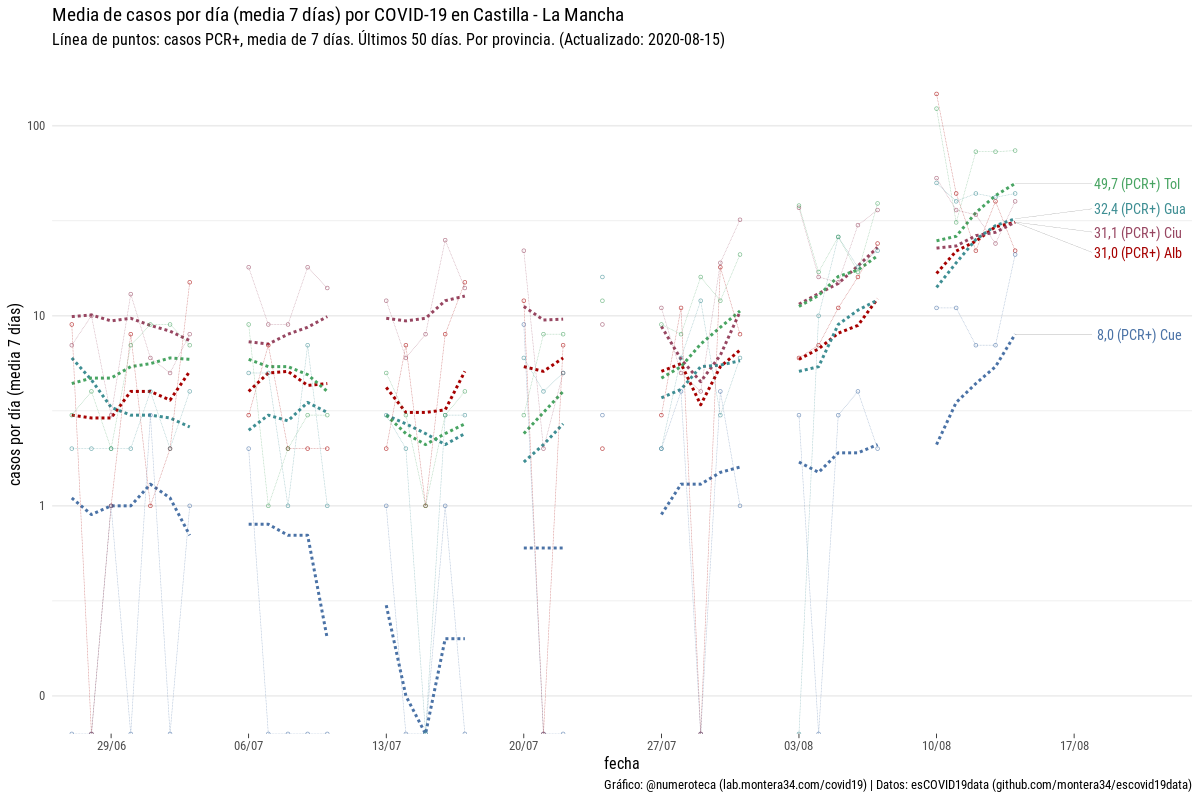 Media de casos por día (media 7 días) por COVID-19 en Castilla - La Mancha
Línea de puntos: casos PCR+, media de 7 días. Últimos 50 días. Por provincia. (Actualizado: 2020-08-15)
casos por día (media 7 días)
100
10
1
0
49,7 (PCR+) Tol
32,4 (PCR+) Gua
31,1 (PCR+) Ciu
31,0 (PCR+) Alb
8,0 (PCR+) Cue
29/06
06/07
13/07
20/07
27/07
03/08
10/08
17/08
fecha
Gráfico: @numeroteca (lab.montera34.com/covid19) | Datos: esCOVID19data (github.com/montera34/escovid19data)